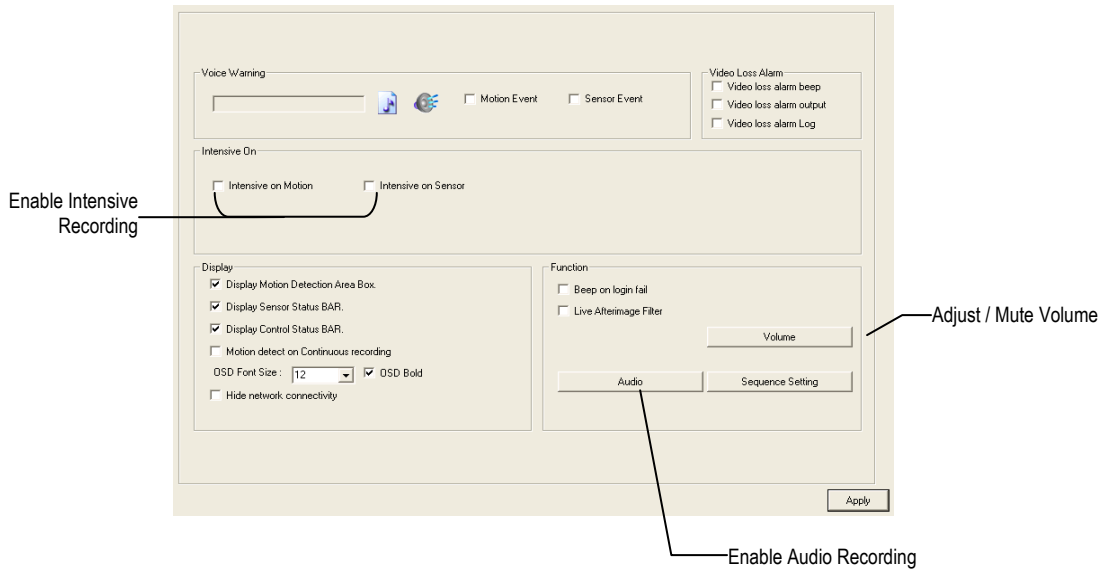 Voice Warning
Motion Event
Sensor Event
Video Loss Alarm
Video loss alarm beep
Video loss alarm output
Video loss alarm Log
Intensive On
Intensive on Motion
Intensive on Sensor
Enable Intensive
Recording
Display
Display Motion Detection Area Box.
Display Sensor Status BAR.
Display Control Status BAR.
Motion detect on Continuous recording
OSD Font Size : 12 OSD Bold
Hide network connectivity
Function
Beep on login fail
Live Afterimage Filter
Volume
Audio
Sequence Setting
Adjust / Mute Volume
Apply
Enable Audio Recording